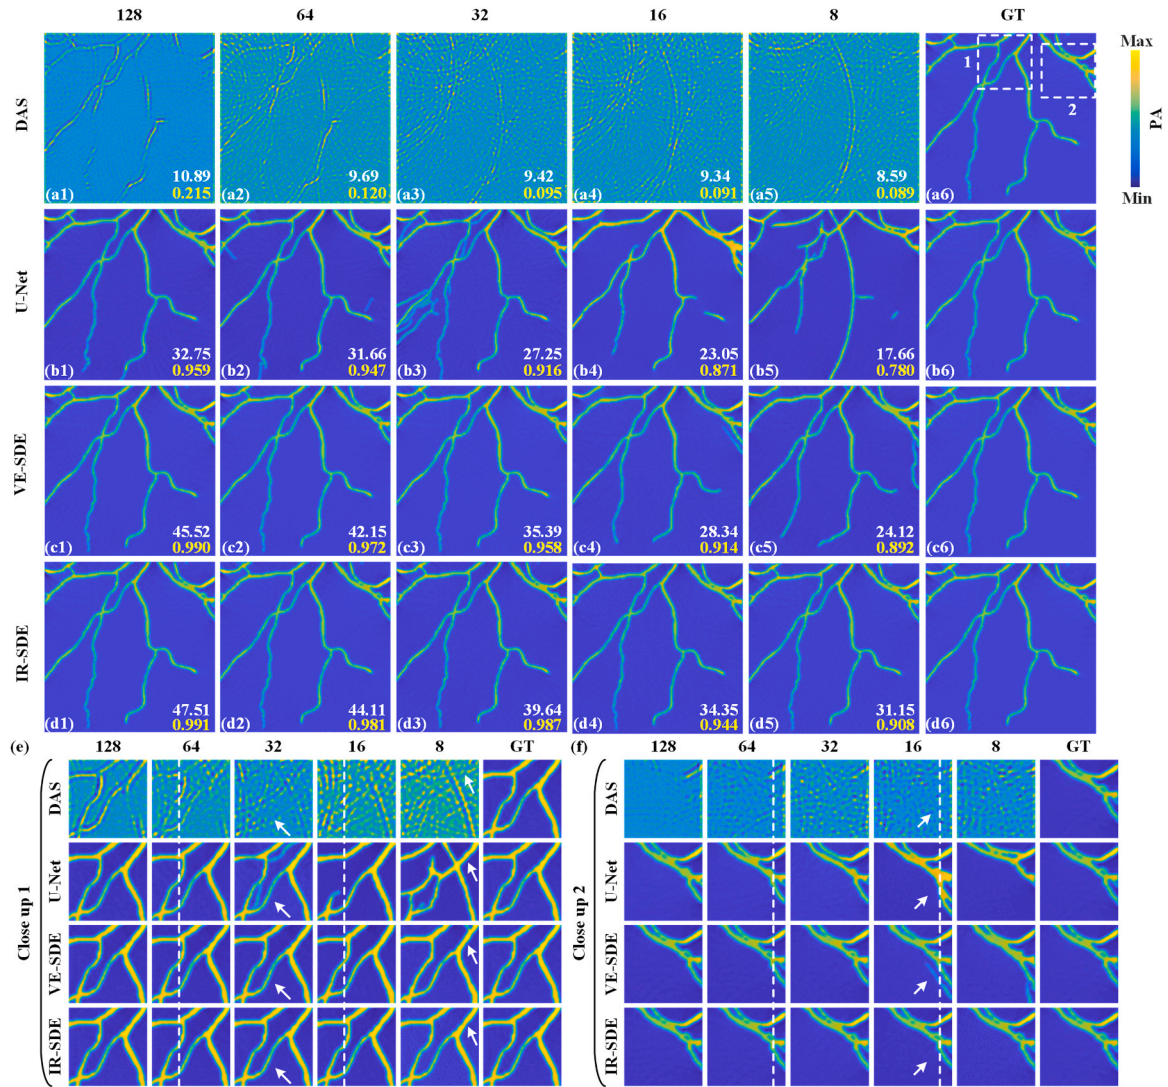 128 64 32 16 8 GT
DAS
10.89 9.69 9.42 9.34 8.59
(a1) 0.215 (a2) 0.120 (a3) 0.095 (a4) 0.091 (a5) 0.089 (a6)
1
2
Max
PA
Min
U-Net
32.75 31.66 27.25 23.05 17.66
(b1) 0.959 (b2) 0.947 (b3) 0.916 (b4) 0.871 (b5) 0.780 (b6)
VE-SDE
45.52 42.15 35.39 28.34 24.12
(c1) 0.990 (c2) 0.972 (c3) 0.958 (c4) 0.914 (c5) 0.892 (c6)
IR-SDE
47.51 44.11 39.64 34.35 31.15
(d1) 0.991 (d2) 0.981 (d3) 0.987 (d4) 0.944 (d5) 0.908 (d6)
(e) 128 64 32 16 8 GT
Close up 1
DAS
U-Net
VE-SDE
IR-SDE
(f) 128 64 32 16 8 GT
Close up 2
DAS
U-Net
VE-SDE
IR-SDE